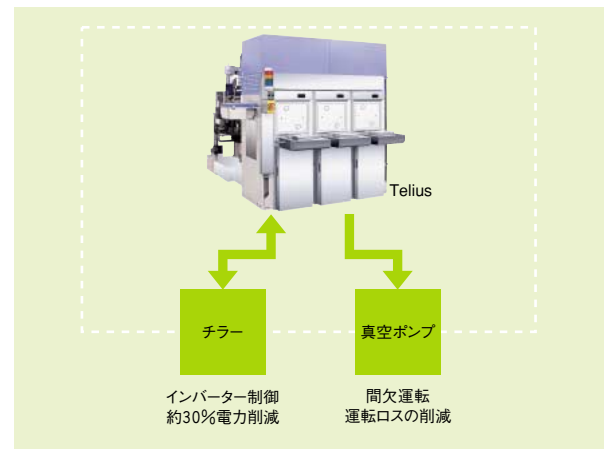 Telius
チラー
真空ポンプ
インバーター制御
約30%電力削減
間欠運転
運転ロスの削減